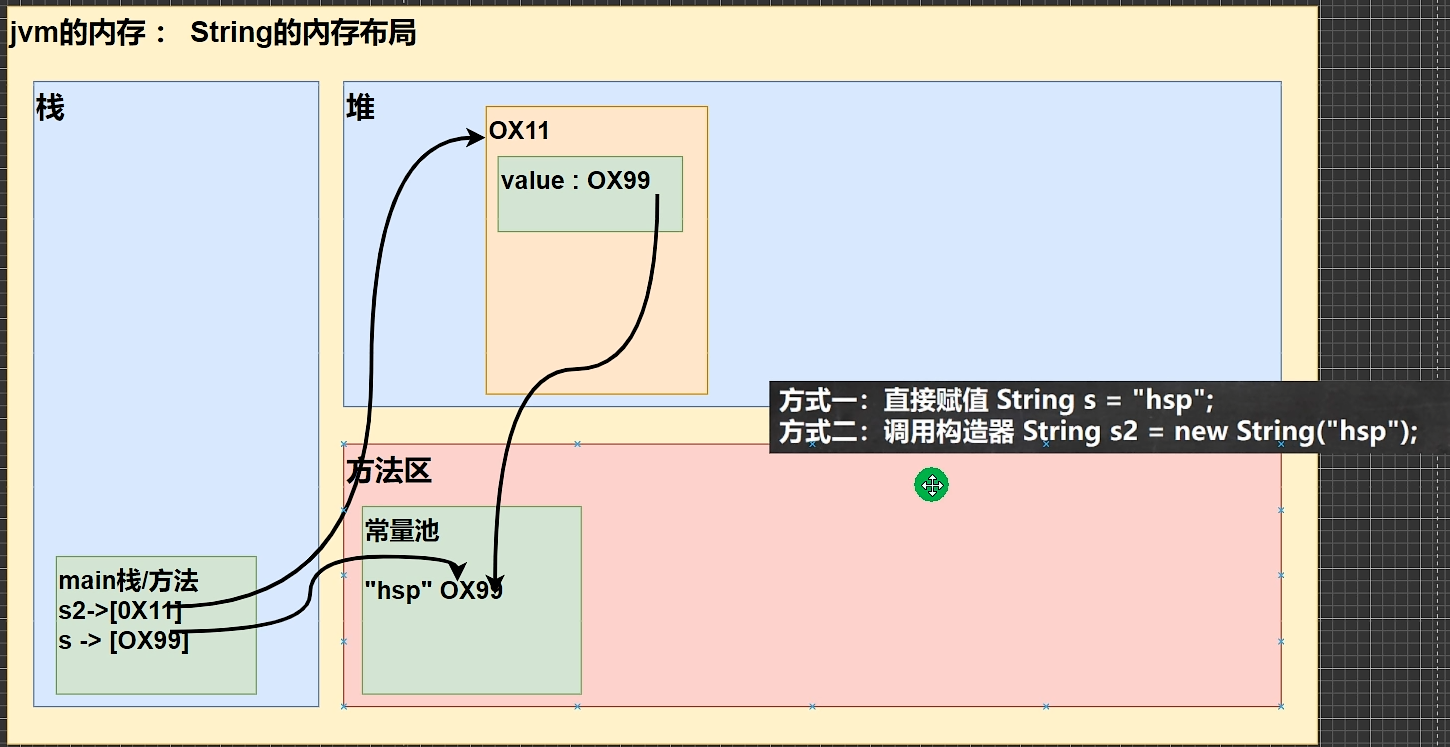 jvm的内存： String的内存布局
栈
堆
OX11
value : OX99
方式一：直接赋值 String s = "hsp";
方式二：调用构造器 String s2 = new String("hsp");
方法区
常量池
"hsp" OX99
main栈/方法
s2->[0X11]
s -> [OX99]